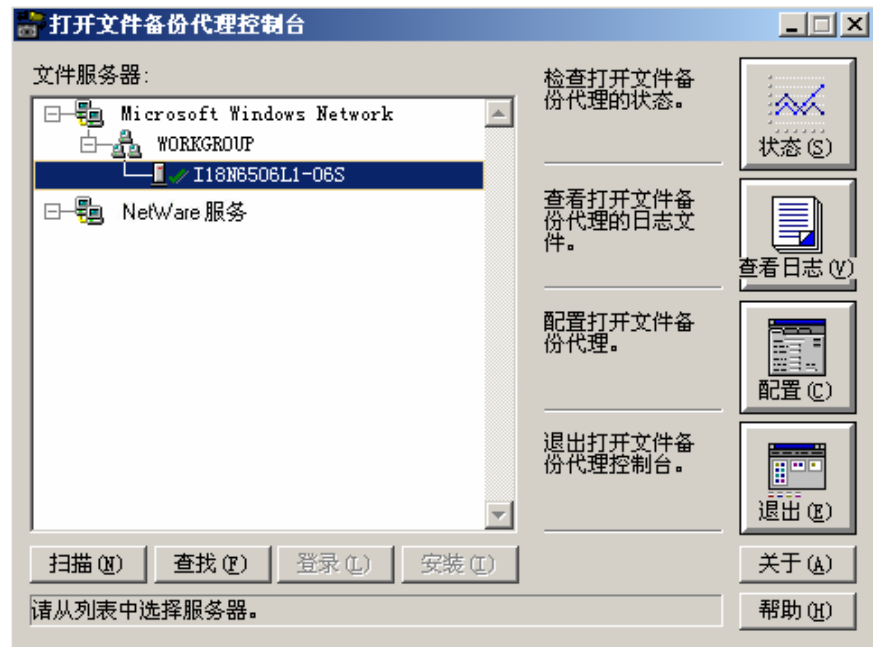 打开文件备份代理控制台
文件服务器:
Microsoft Windows Network
WORKGROUP
I18N6506L1-06S
NetWare 服务
检查打开文件备
份代理的状态。
状态(S)
查看打开文件备
份代理的日志文
件。
查看日志(V)
配置打开文件备
份代理。
配置(C)
退出打开文件备
份代理控制台。
退出(E)
扫描(N)
查找(F)
登录(L)
安装(I)
关于(A)
请从列表中选择服务器。
帮助(H)